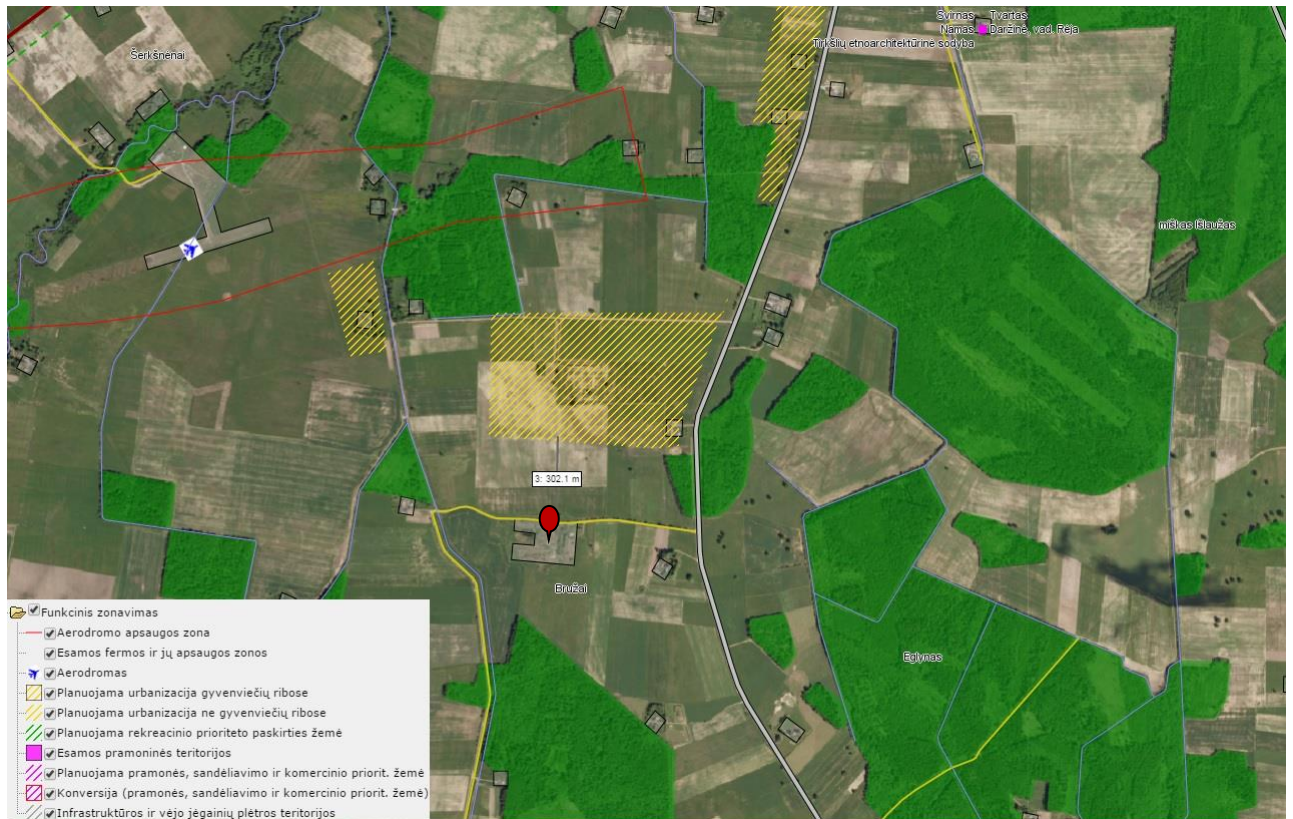 Svirnas Tvartas
Namas Daržinė, vad. Rėja
Tirkšlių etnoarchitektūrinė sodyba
Šerkšnėnai
miškas Išlaužas
3: 302.1 m
Bružai
Eglynas
Funkcinis zonavimas
Aerodromo apsaugos zona
Esamos fermos ir jų apsaugos zonos
Aerodromas
Planuojama urbanizacija gyvenviečių ribose
Planuojama urbanizacija ne gyvenviečių ribose
Planuojama rekreacinio prioriteto paskirties žemė
Esamos pramoninės teritorijos
Planuojama pramonės, sandėliavimo ir komercinio priorit. žemė
Konversija (pramonės, sandėliavimo ir komercinio priorit. žemė)
Infrastruktūros ir vėjo jėgainių plėtros teritorijos